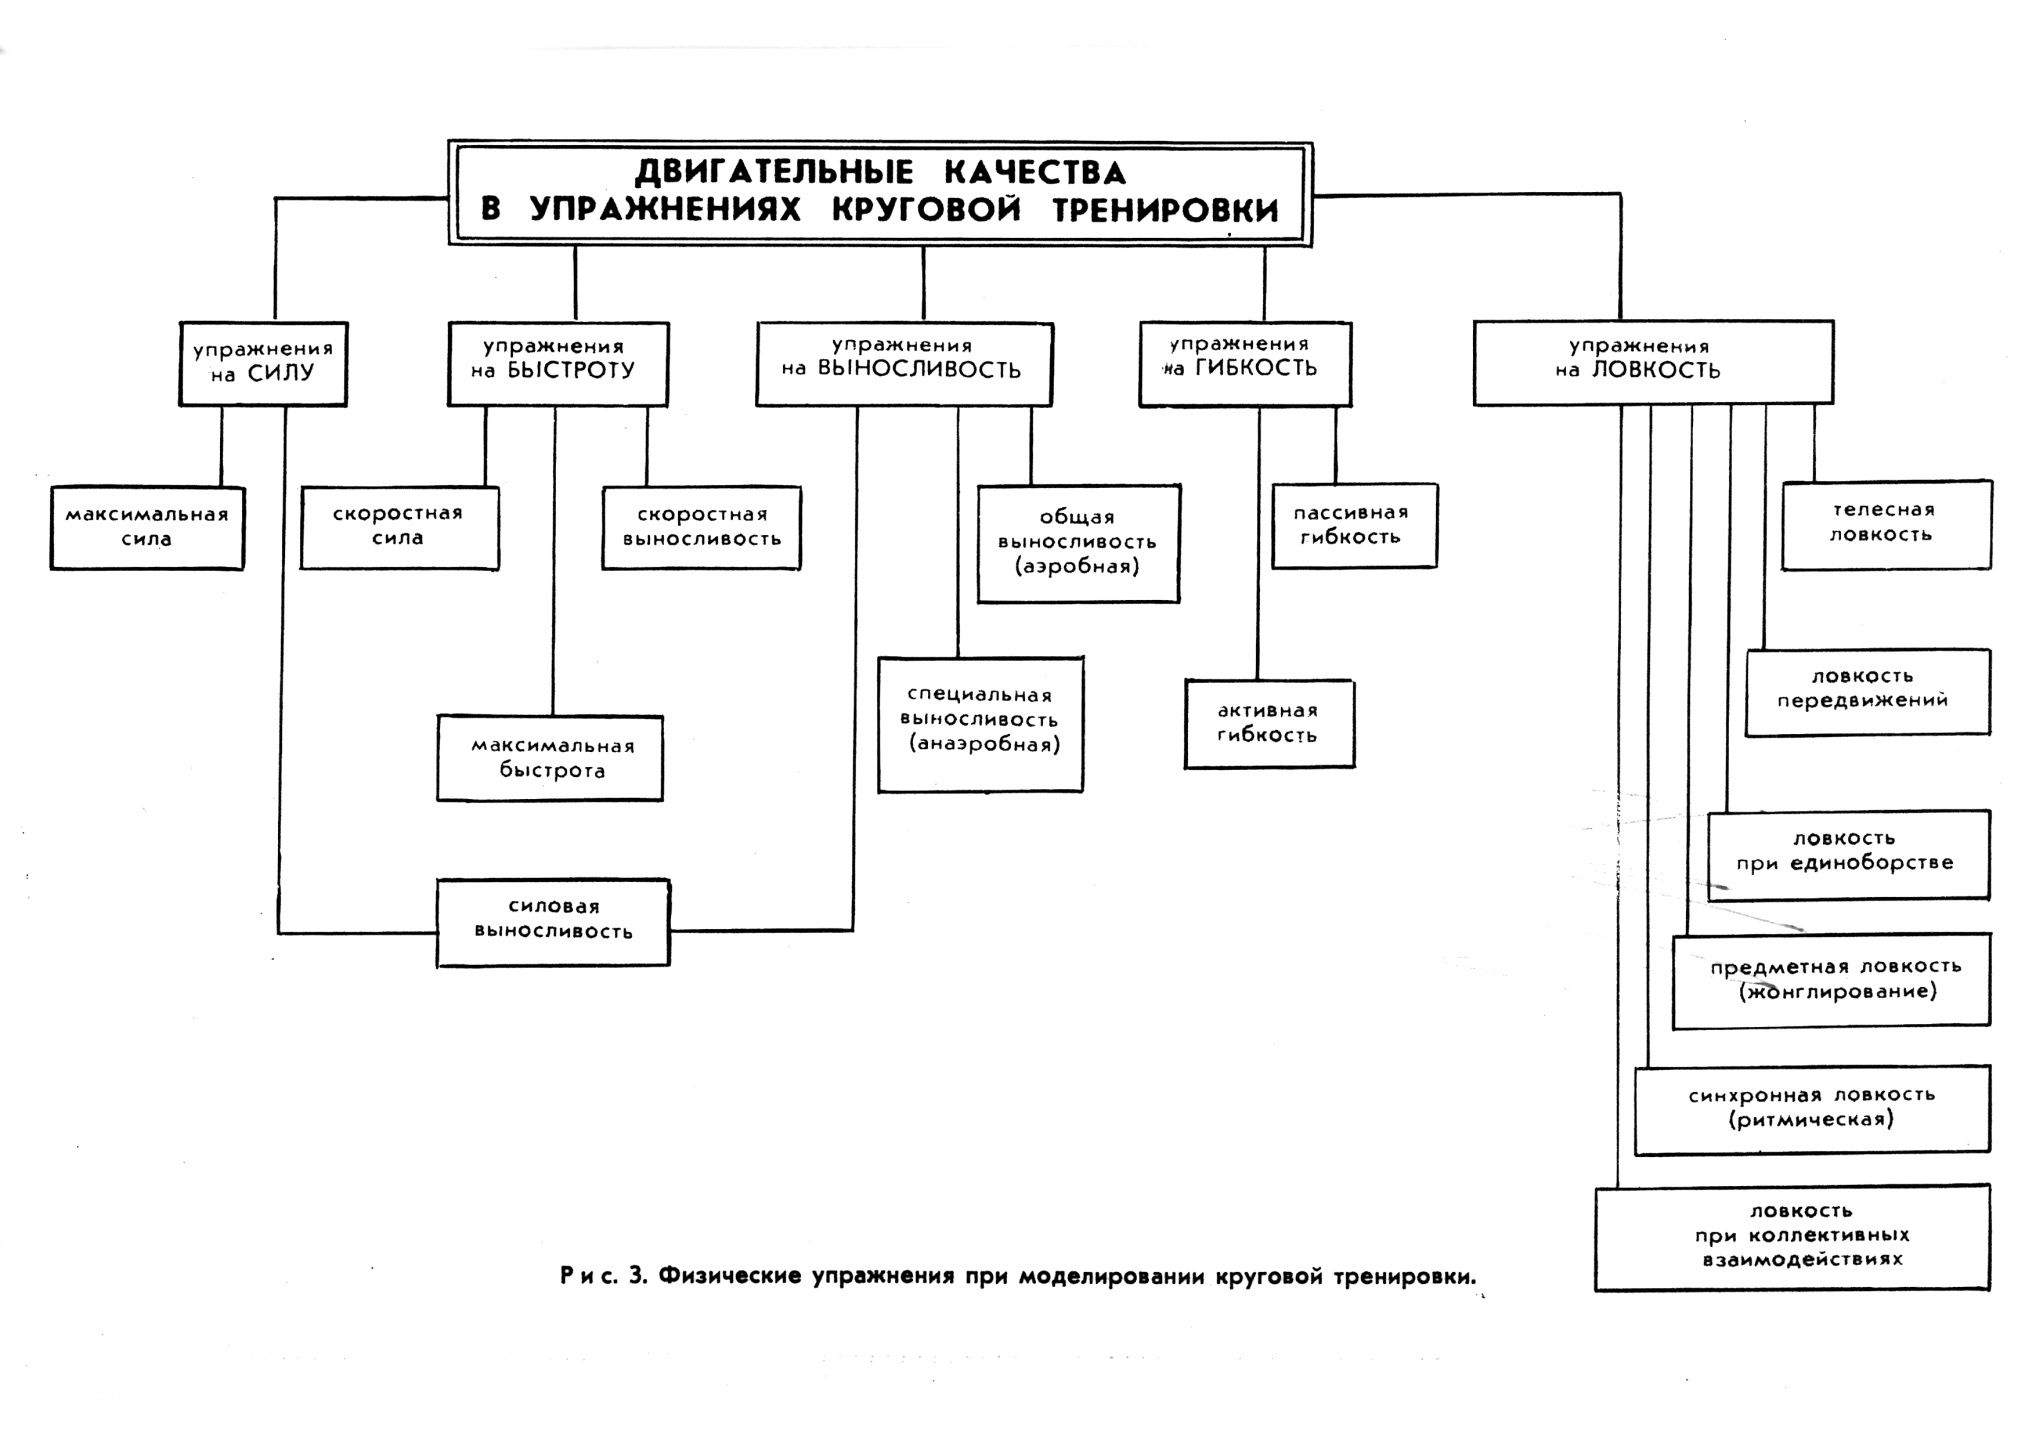 ДВИГАТЕЛЬНЫЕ КАЧЕСТВА
В УПРАЖНЕНИЯХ КРУГОВОЙ ТРЕНИРОВКИ
упражнения
на СИЛУ
упражнения
на БЫСТРОТУ
упражнения
на ВЫНОСЛИВОСТЬ
упражнения
на ГИБКОСТЬ
упражнения
на ЛОВКОСТЬ
максимальная
сила
скоростная
сила
скоростная
выносливость
общая
выносливость
(аэробная)
пассивная
гибкость
телесная
ловкость
специальная
выносливость
(анаэробная)
активная
гибкость
ловкость
передвижений
максимальная
быстрота
ловкость
при единоборстве
силовая
выносливость
предметная ловкость
(жонглирование)
синхронная ловкость
(ритмическая)
ловкость
при коллективных
взаимодействиях
Рис. 3. Физические упражнения при моделировании круговой тренировки.